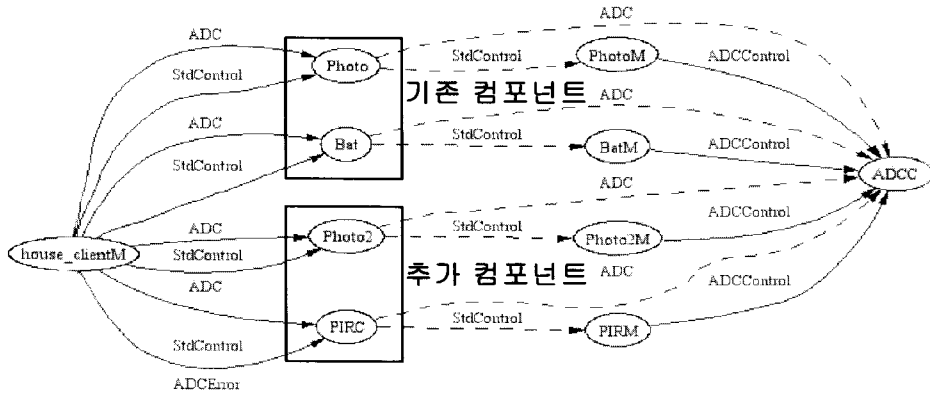 ADC
ADC
Photo
StdControl
PhotoM
ADCControl
StdControl
기존 컴포넌트
ADC
ADC
Bat
StdControl
BatM
ADCControl
StdControl
ADCC
ADC
ADC
Photo2
StdControl
Photo2M
ADCControl
house_clientM
StdControl
ADC
추가 컴포넌트
ADC
ADCControl
PIRC
PIRM
StdControl
StdControl
ADCError